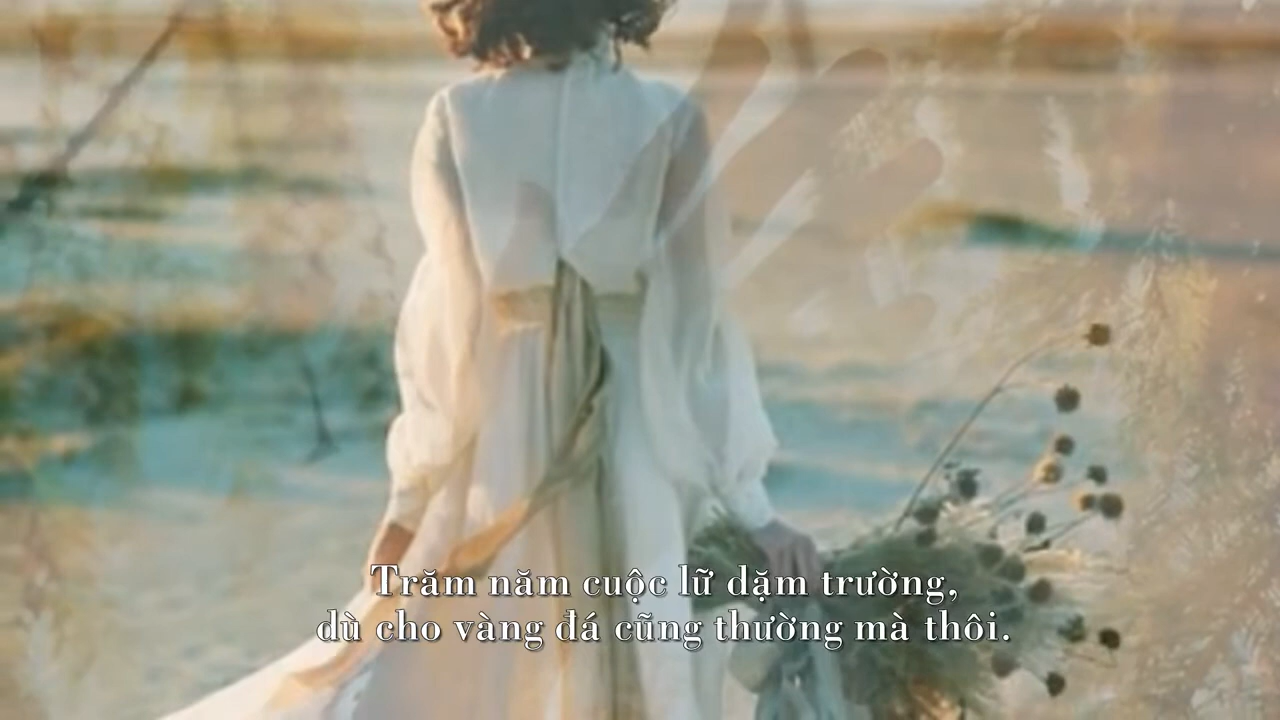 Trăm năm cuộc lữ dặm trường,
dù cho vàng đá cũng thường mà thôi.